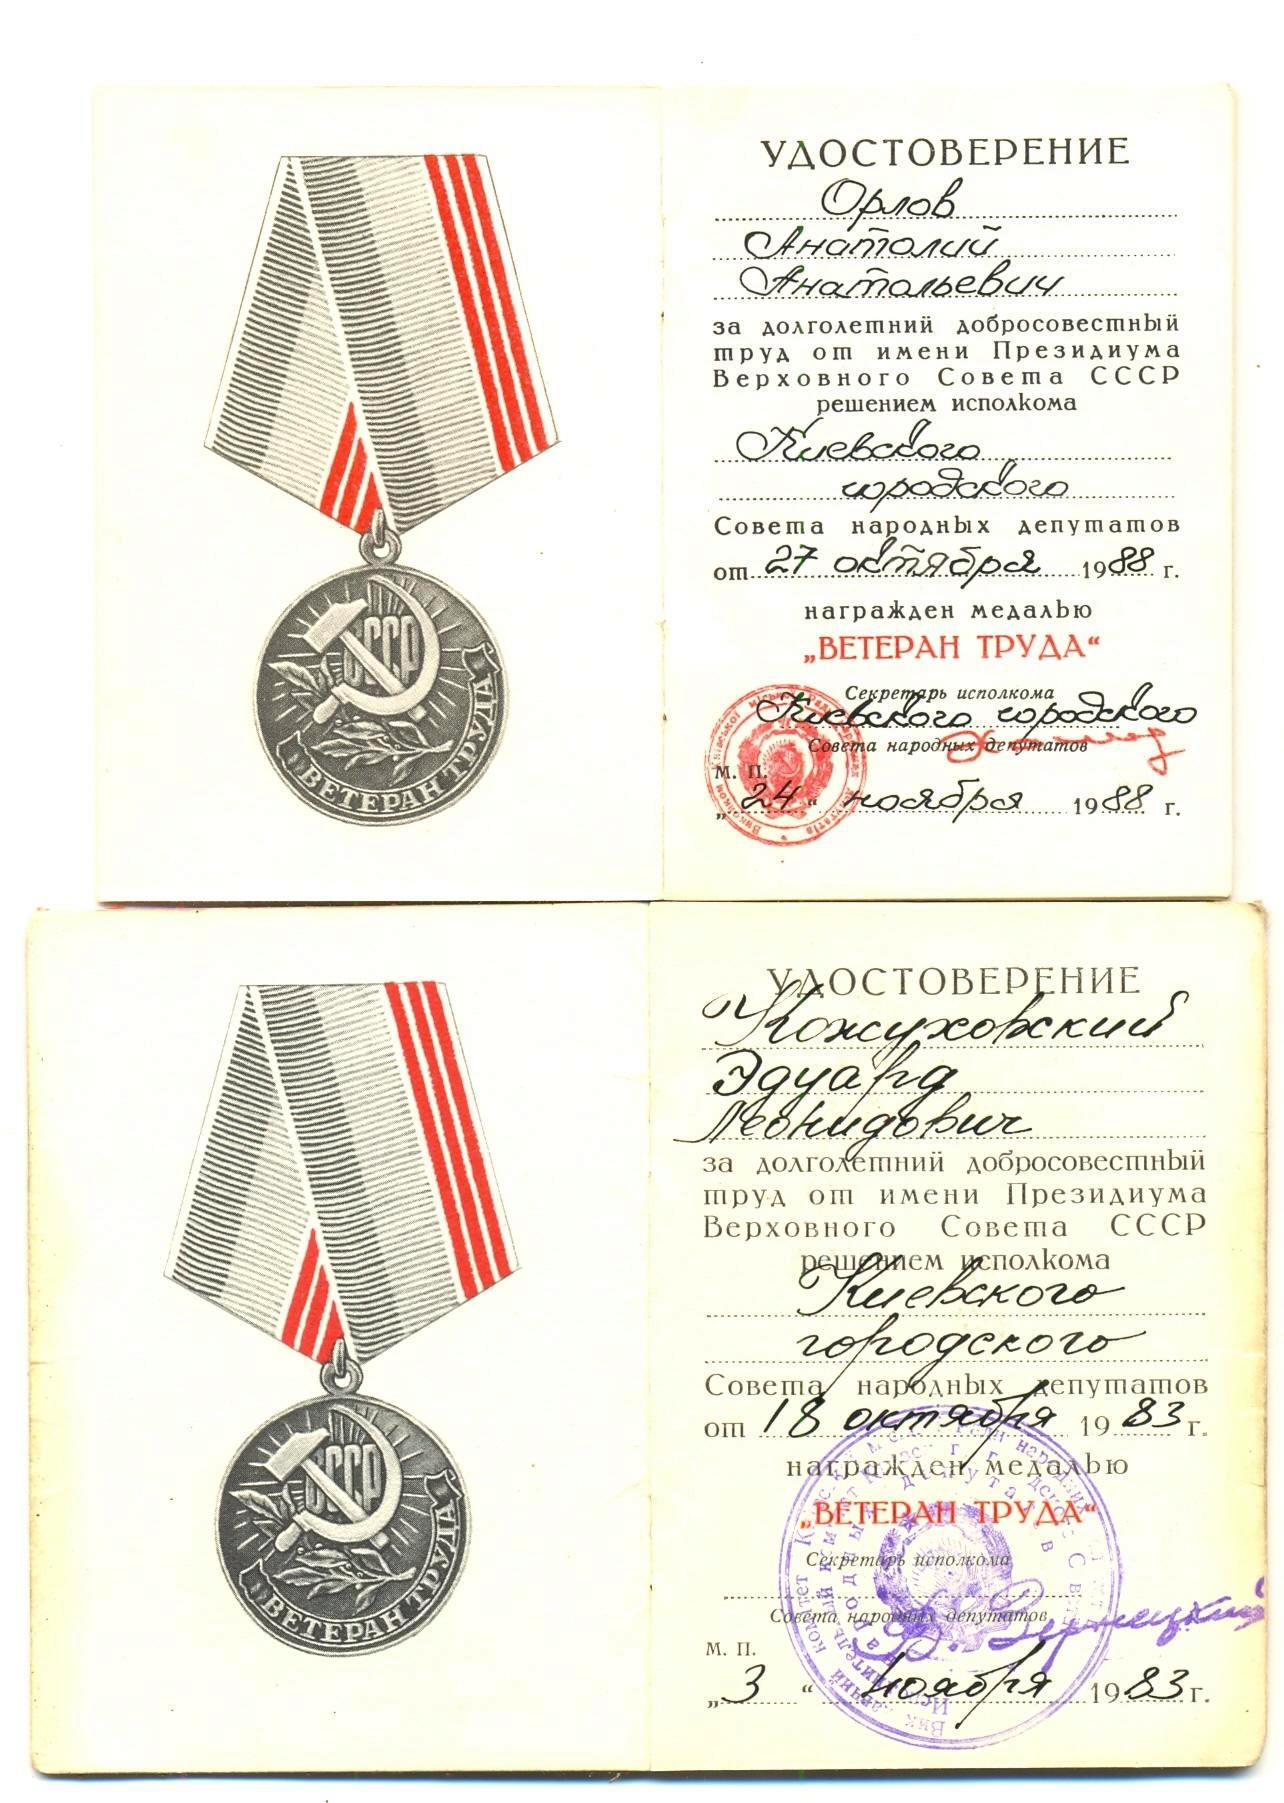 УДОСТОВЕРЕНИЕ
Орлов
Анатолий
Анатольевич
за долголетний добросовестный
труд от имени Президиума
Верховного Совета СССР
решением исполкома
Киевского
городского
Совета народных депутатов
от 27 октября 1988 г.
награжден медалью
„ВЕТЕРАН ТРУДА“
Секретарь исполкома
Киевского городского
Совета народных депутатов
М. П.
„24“ ноября 1988 г.
СССР
ВЕТЕРАН ТРУДА
УДОСТОВЕРЕНИЕ
Кожуховский
Эдуард
Леонидович
за долголетний добросовестный
труд от имени Президиума
Верховного Совета СССР
решением исполкома
Киевского
городского
Совета народных депутатов
от 18 октября 1983 г.
награжден медалью
„ВЕТЕРАН ТРУДА“
Секретарь исполкома
Совета народных депутатов
М. П.
„3“ ноября 1983 г.
СССР
ВЕТЕРАН ТРУДА